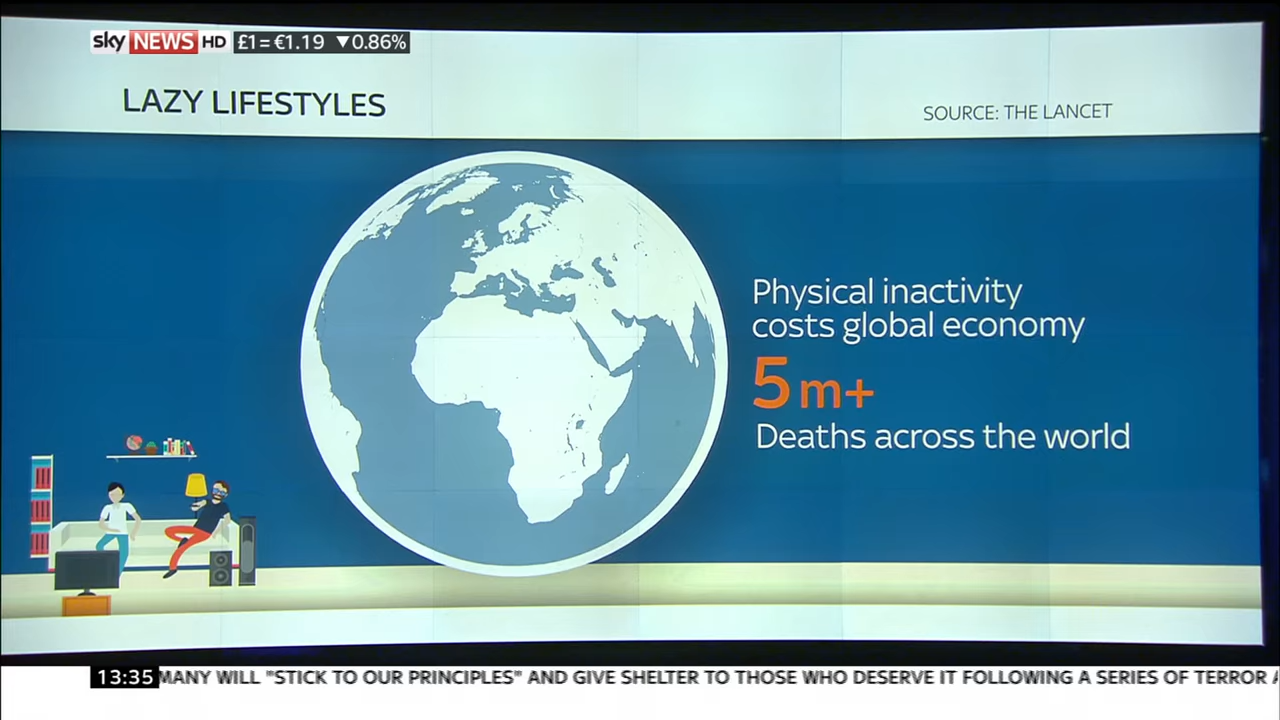 sky NEWS HD £1=€1.19 ▼0.86%
LAZY LIFESTYLES
SOURCE: THE LANCET
Physical inactivity
costs global economy
5m+
Deaths across the world
13:35 MANY WILL "STICK TO OUR PRINCIPLES" AND GIVE SHELTER TO THOSE WHO DESERVE IT FOLLOWING A SERIES OF TERROR